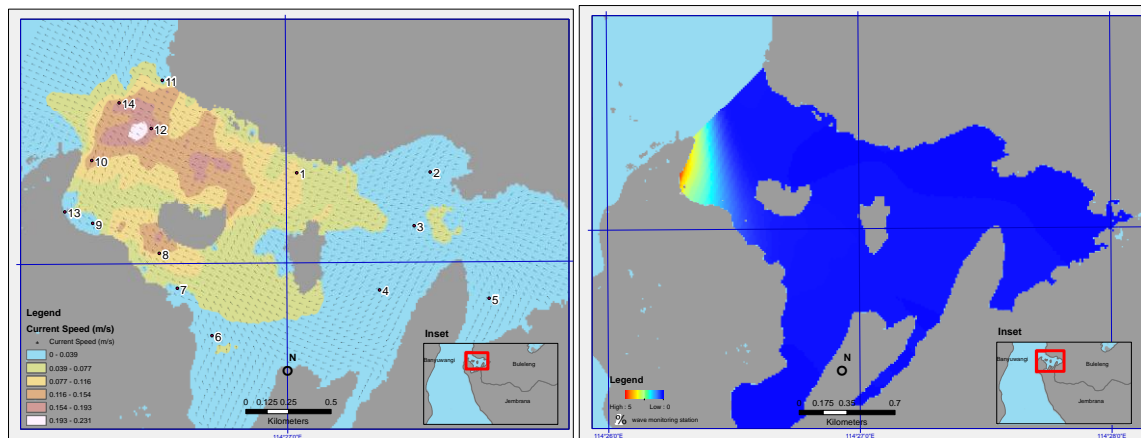 11
14
12
10
1
2
13
9
3
8
7
4
5
6
Legend
Current Speed (m/s)
Current Speed (m/s)
0 - 0.039
0.039 - 0.077
0.077 - 0.116
0.116 - 0.154
0.154 - 0.193
0.193 - 0.231
N
0 0.125 0.25 0.5
Kilometers
Inset
Banyuwangi
Buleleng
Jembrana
114°27'0"E
Legend
High : 5 Low : 0
% wave monitoring station
N
0 0.175 0.35 0.7
Kilometers
Inset
Banyuwangi
Buleleng
Jembrana
114°26'0"E 114°27'0"E 114°28'0"E